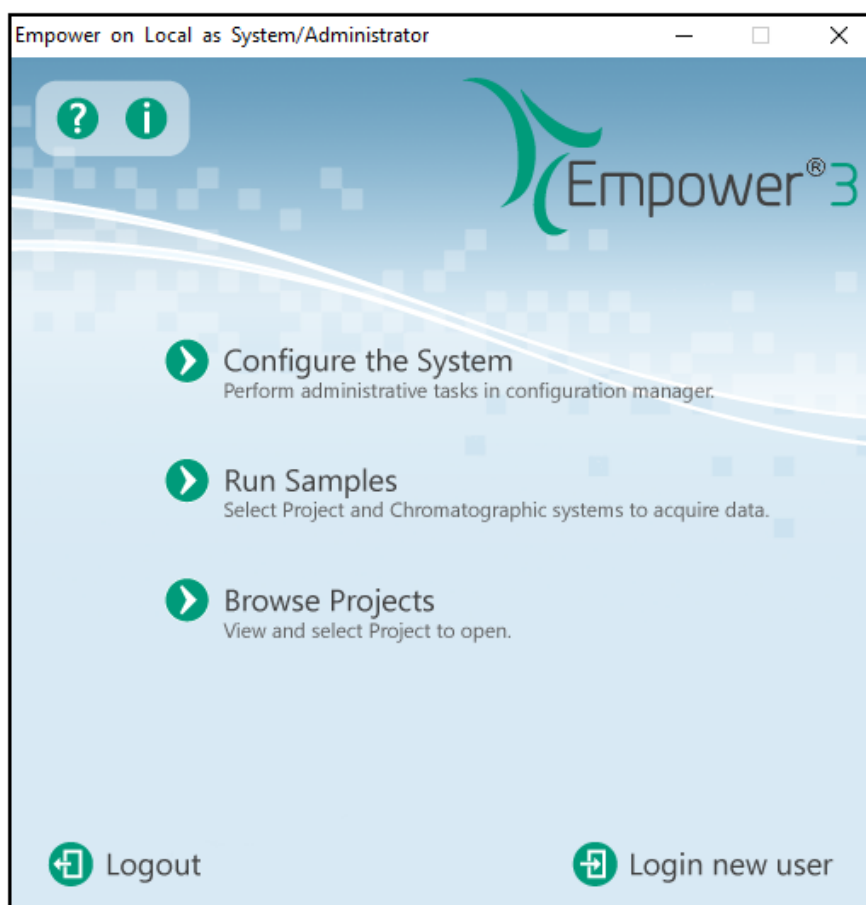 Empower on Local as System/Administrator
? i
Empower®3
Configure the System
Perform administrative tasks in configuration manager.
Run Samples
Select Project and Chromatographic systems to acquire data.
Browse Projects
View and select Project to open.
Logout
Login new user